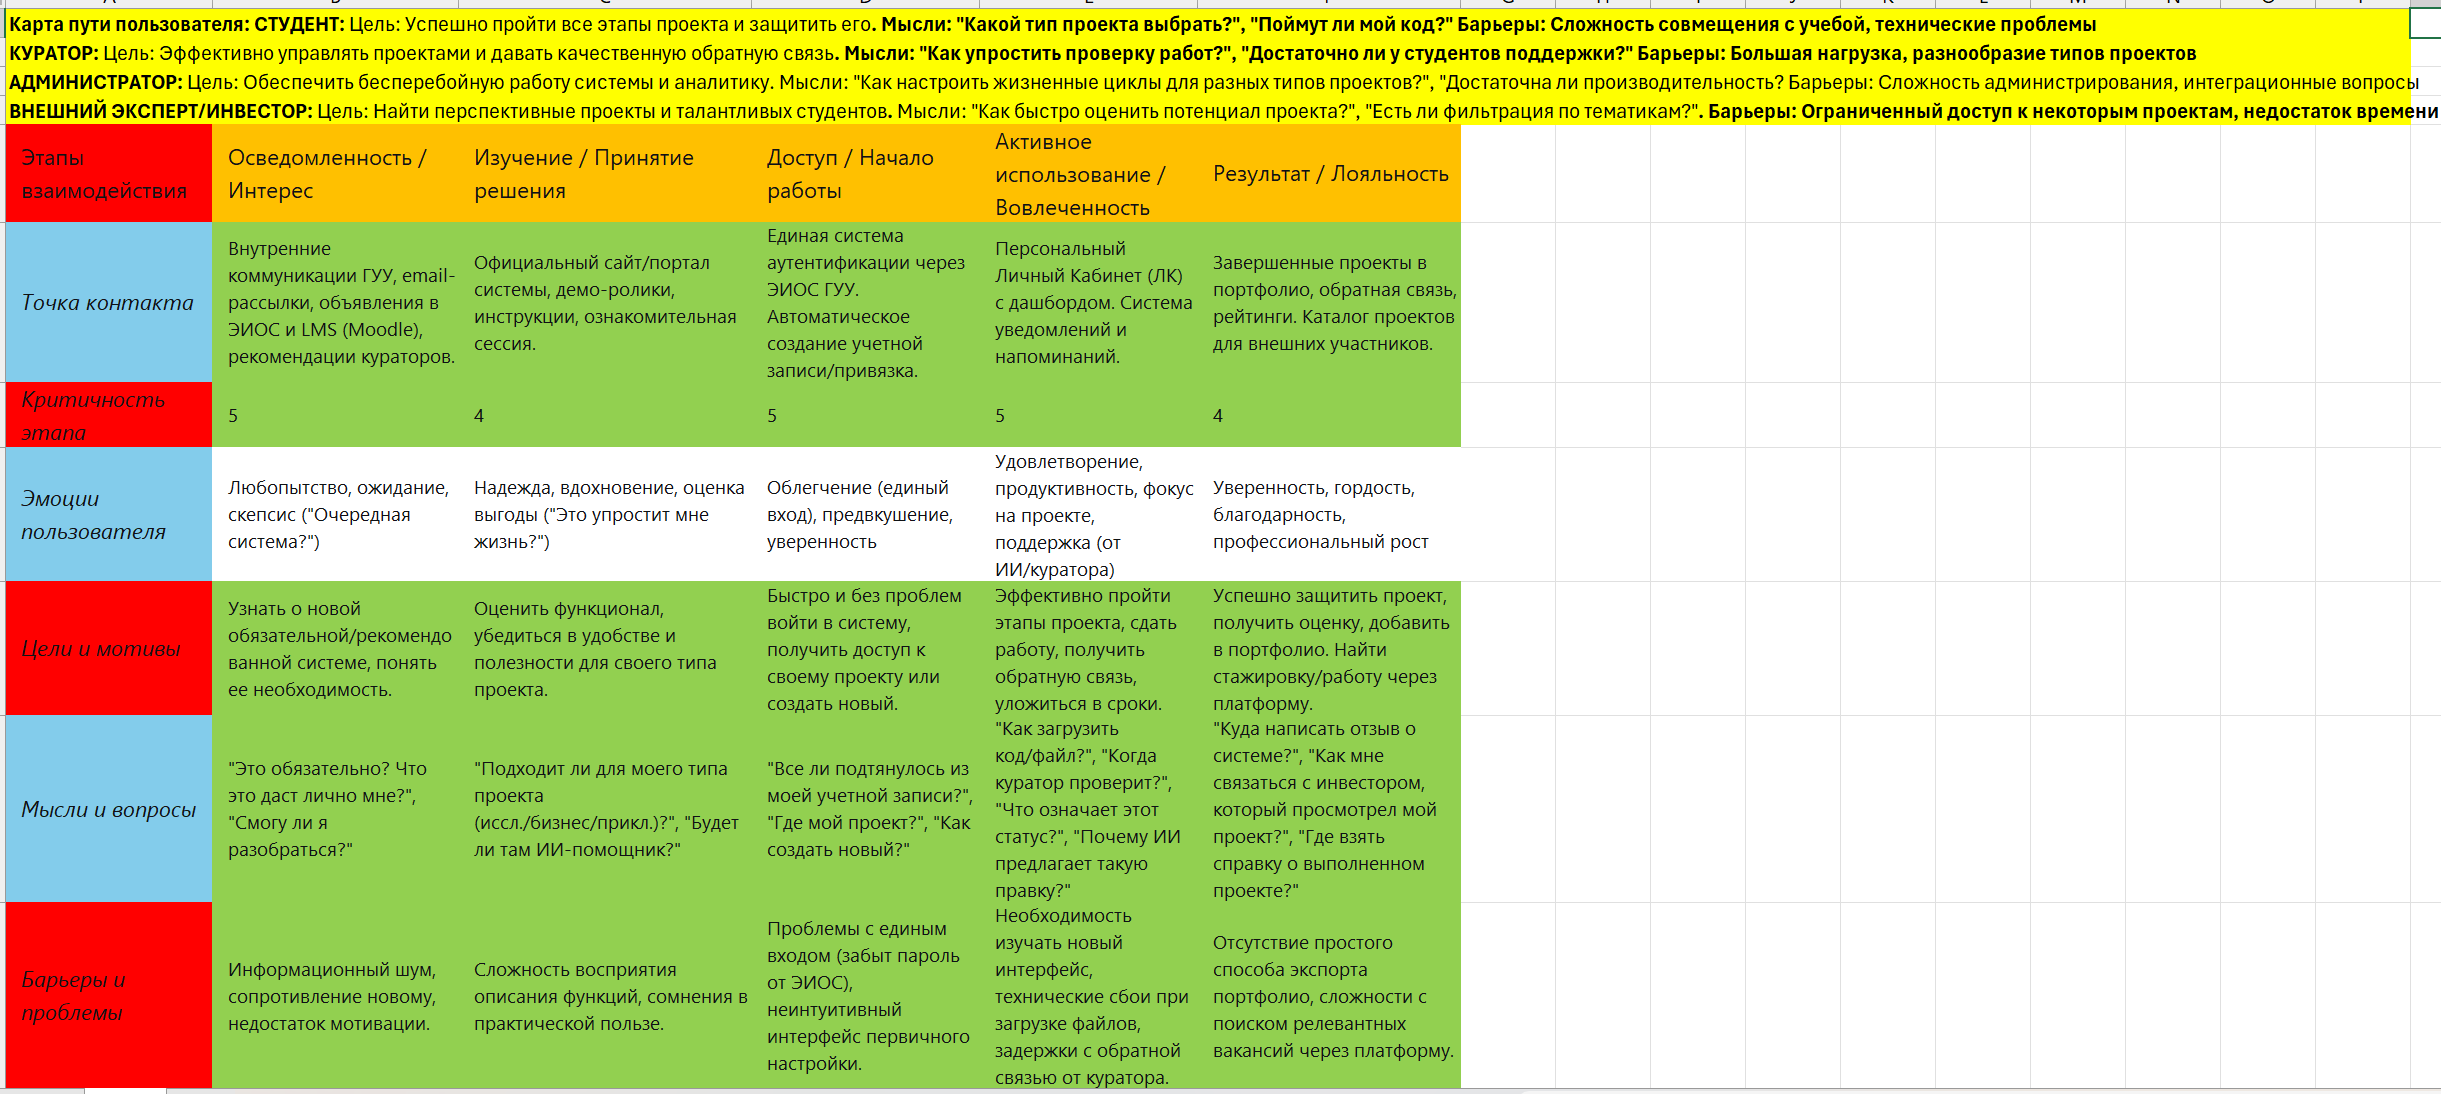 Карта пути пользователя: СТУДЕНТ: Цель: Успешно пройти все этапы проекта и защитить его. Мысли: "Какой тип проекта выбрать?", "Поймут ли мой код?" Барьеры: Сложность совмещения с учебой, технические проблемы
КУРАТОР: Цель: Эффективно управлять проектами и давать качественную обратную связь. Мысли: "Как упростить проверку работ?", "Достаточно ли у студентов поддержки?" Барьеры: Большая нагрузка, разнообразие типов проектов
АДМИНИСТРАТОР: Цель: Обеспечить бесперебойную работу системы и аналитику. Мысли: "Как настроить жизненные циклы для разных типов проектов?", "Достаточна ли производительность? Барьеры: Сложность администрирования, интеграционные вопросы
ВНЕШНИЙ ЭКСПЕРТ/ИНВЕСТОР: Цель: Найти перспективные проекты и талантливых студентов. Мысли: "Как быстро оценить потенциал проекта?", "Есть ли фильтрация по тематикам?". Барьеры: Ограниченный доступ к некоторым проектам, недостаток времени
Этапы
взаимодействия
Осведомленность /
Интерес
Изучение / Принятие
решения
Доступ / Начало
работы
Активное
использование /
Вовлеченность
Результат / Лояльность
Точка контакта
Внутренние
коммуникации ГУУ, email-
рассылки, объявления в
ЭИОС и LMS (Moodle),
рекомендации кураторов.
Официальный сайт/портал
системы, демо-ролики,
инструкции, ознакомительная
сессия.
Единая система
аутентификации через
ЭИОС ГУУ.
Автоматическое
создание учетной
записи/привязка.
Персональный
Личный Кабинет (ЛК)
с дашбордом. Система
уведомлений и
напоминаний.
Завершенные проекты в
портфолио, обратная связь,
рейтинги. Каталог проектов
для внешних участников.
Критичность
этапа
5
4
5
5
4
Эмоции
пользователя
Любопытство, ожидание,
скепсис ("Очередная
система?")
Надежда, вдохновение, оценка
выгоды ("Это упростит мне
жизнь?")
Облегчение (единый
вход), предвкушение,
уверенность
Удовлетворение,
продуктивность, фокус
на проекте,
поддержка (от
ИИ/куратора)
Уверенность, гордость,
благодарность,
профессиональный рост
Цели и мотивы
Узнать о новой
обязательной/рекомендо
ванной системе, понять
ее необходимость.
Оценить функционал,
убедиться в удобстве и
полезности для своего типа
проекта.
Быстро и без проблем
войти в систему,
получить доступ к
своему проекту или
создать новый.
Эффективно пройти
этапы проекта, сдать
работу, получить
обратную связь,
уложиться в сроки.
Успешно защитить проект,
получить оценку, добавить
в портфолио. Найти
стажировку/работу через
платформу.
Мысли и вопросы
"Это обязательно? Что
это даст лично мне?",
"Смогу ли я
разобраться?"
"Подходит ли для моего типа
проекта
(иссл./бизнес/прикл.)?", "Будет
ли там ИИ-помощник?"
"Все ли подтянулось из
моей учетной записи?",
"Где мой проект?", "Как
создать новый?"
"Как загрузить
код/файл?", "Когда
куратор проверит?",
"Что означает этот
статус?", "Почему ИИ
предлагает такую
правку?"
"Куда написать отзыв о
системе?", "Как мне
связаться с инвестором,
который просмотрел мой
проект?", "Где взять
справку о выполненном
проекте?"
Барьеры и
проблемы
Информационный шум,
сопротивление новому,
недостаток мотивации.
Сложность восприятия
описания функций, сомнения в
практической пользе.
Проблемы с единым
входом (забыт пароль
от ЭИОС),
неинтуитивный
интерфейс первичного
настройки.
Необходимость
изучать новый
интерфейс,
технические сбои при
загрузке файлов,
задержки с обратной
связью от куратора.
Отсутствие простого
способа экспорта
портфолио, сложности с
поиском релевантных
вакансий через платформу.